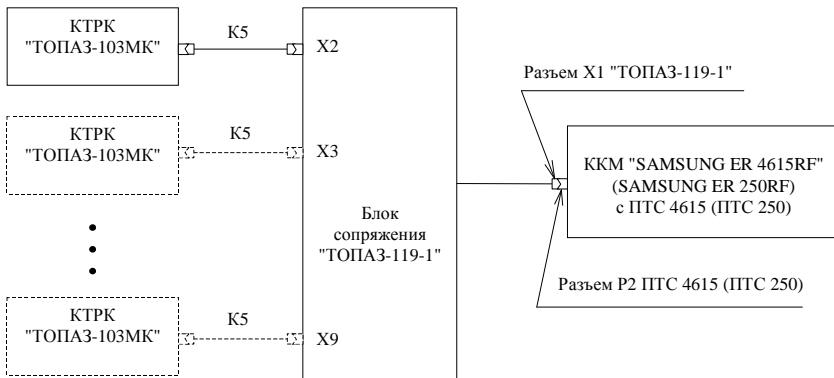 КТРК
"ТОПАЗ-103МК"
К5
X2
КТРК
"ТОПАЗ-103МК"
К5
X3
КТРК
"ТОПАЗ-103МК"
К5
X9
Блок
сопряжения
"ТОПАЗ-119-1"
Разъем X1 "ТОПАЗ-119-1"
ККМ "SAMSUNG ER 4615RF"
(SAMSUNG ER 250RF)
с ПТС 4615 (ПТС 250)
Разъем P2 ПТС 4615 (ПТС 250)